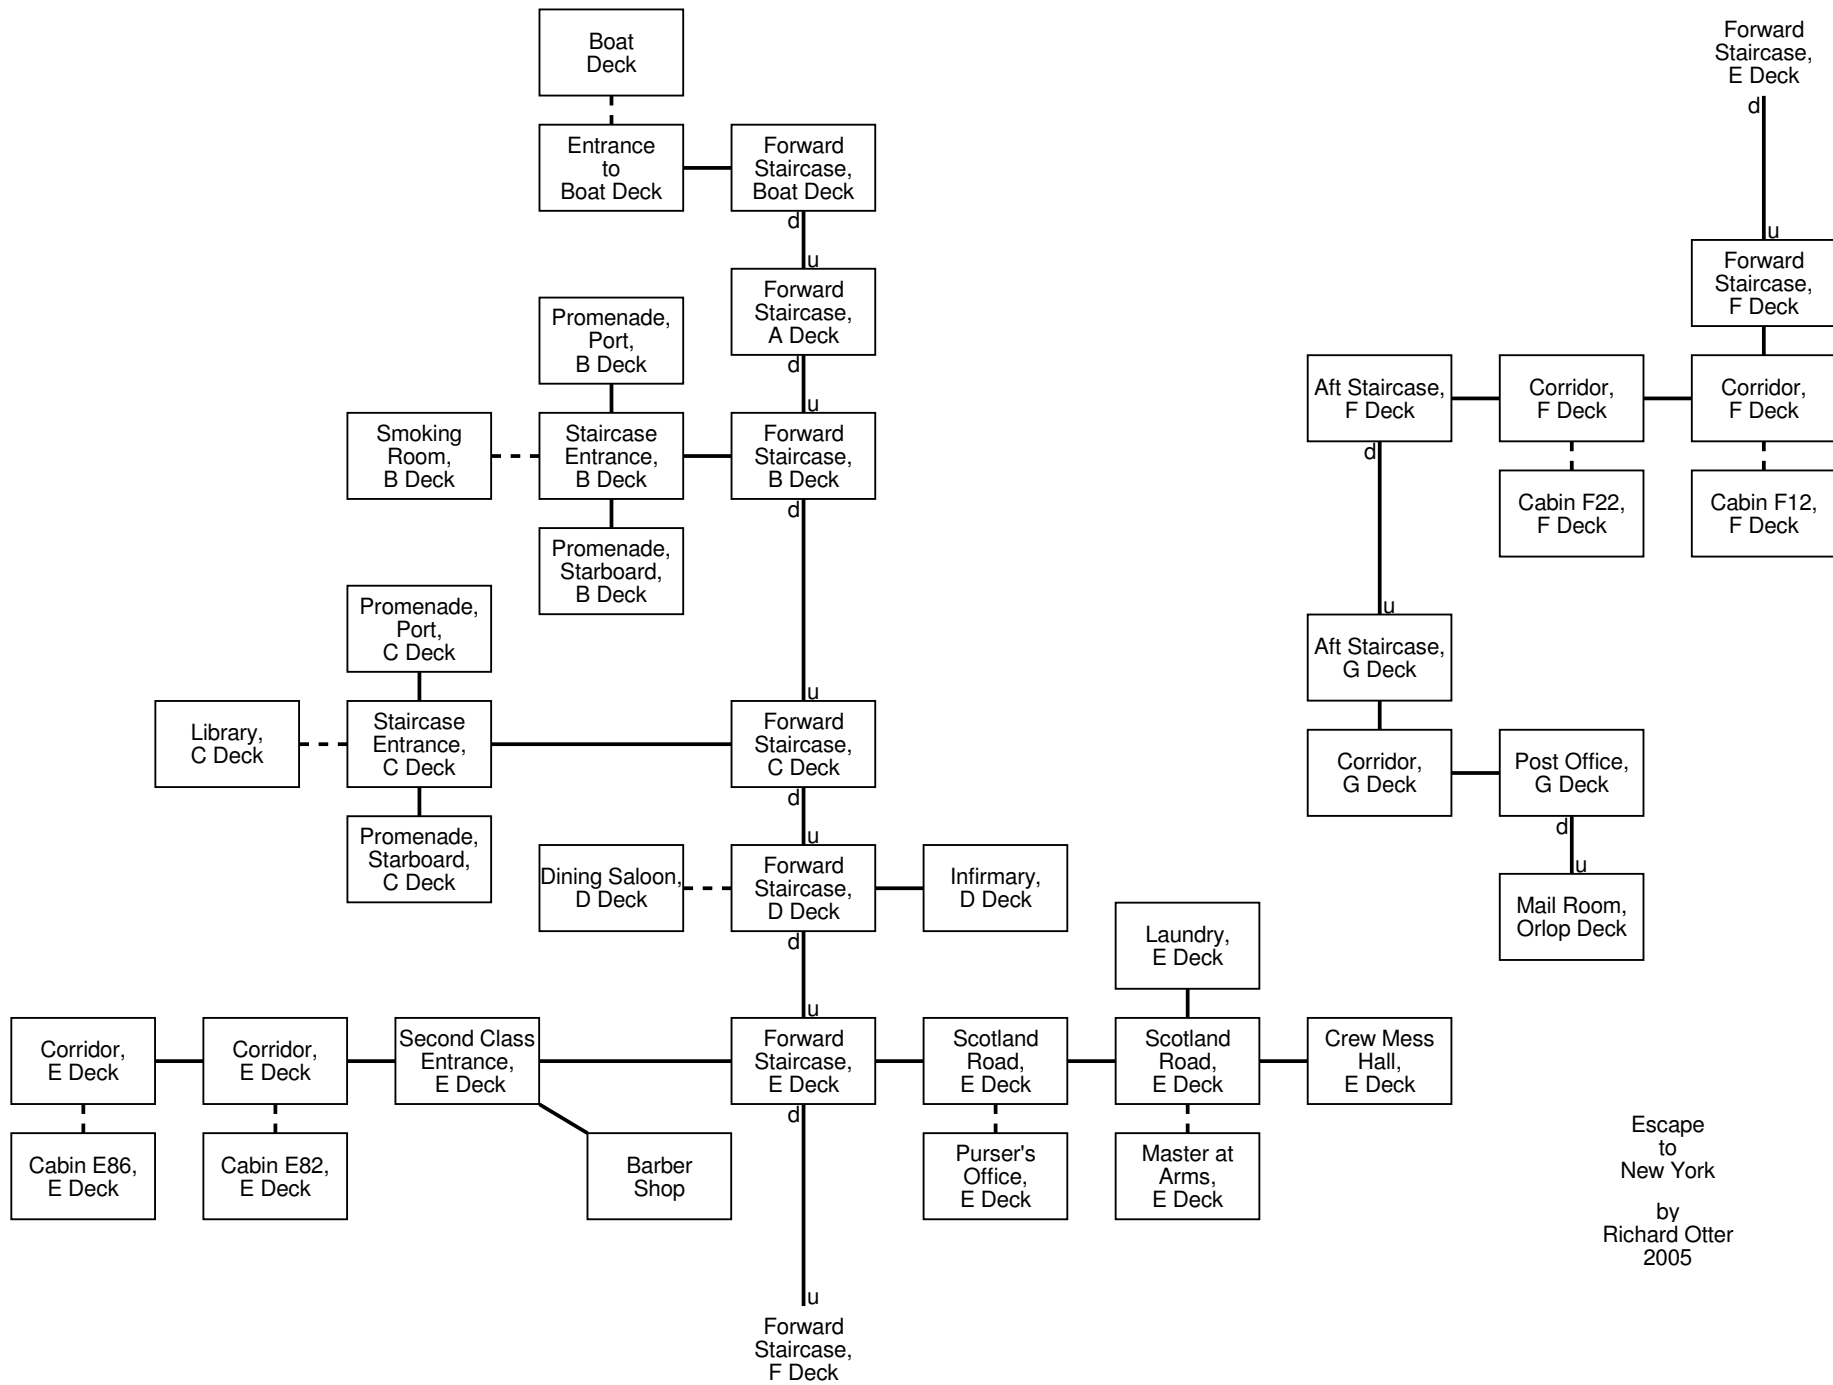 Boat
Deck
Entrance
to
Boat Deck
Forward
Staircase,
Boat Deck
d
u
Forward
Staircase,
A Deck
d
u
Promenade,
Port,
B Deck
Smoking
Room,
B Deck
Staircase
Entrance,
B Deck
Forward
Staircase,
B Deck
d
u
Promenade,
Starboard,
B Deck
Promenade,
Port,
C Deck
Library,
C Deck
Staircase
Entrance,
C Deck
Forward
Staircase,
C Deck
d
u
Promenade,
Starboard,
C Deck
Dining Saloon,
D Deck
Forward
Staircase,
D Deck
d
u
Infirmary,
D Deck
Laundry,
E Deck
Corridor,
E Deck
Corridor,
E Deck
Second Class
Entrance,
E Deck
Forward
Staircase,
E Deck
d
u
Scotland
Road,
E Deck
Scotland
Road,
E Deck
Crew Mess
Hall,
E Deck
Cabin E86,
E Deck
Cabin E82,
E Deck
Barber
Shop
Purser's
Office,
E Deck
Master at
Arms,
E Deck
Forward
Staircase,
F Deck
Forward
Staircase,
E Deck
d
u
Forward
Staircase,
F Deck
Aft Staircase,
F Deck
d
u
Corridor,
F Deck
Corridor,
F Deck
Cabin F22,
F Deck
Cabin F12,
F Deck
Aft Staircase,
G Deck
Corridor,
G Deck
Post Office,
G Deck
d
u
Mail Room,
Orlop Deck
Escape
to
New York
by
Richard Otter
2005